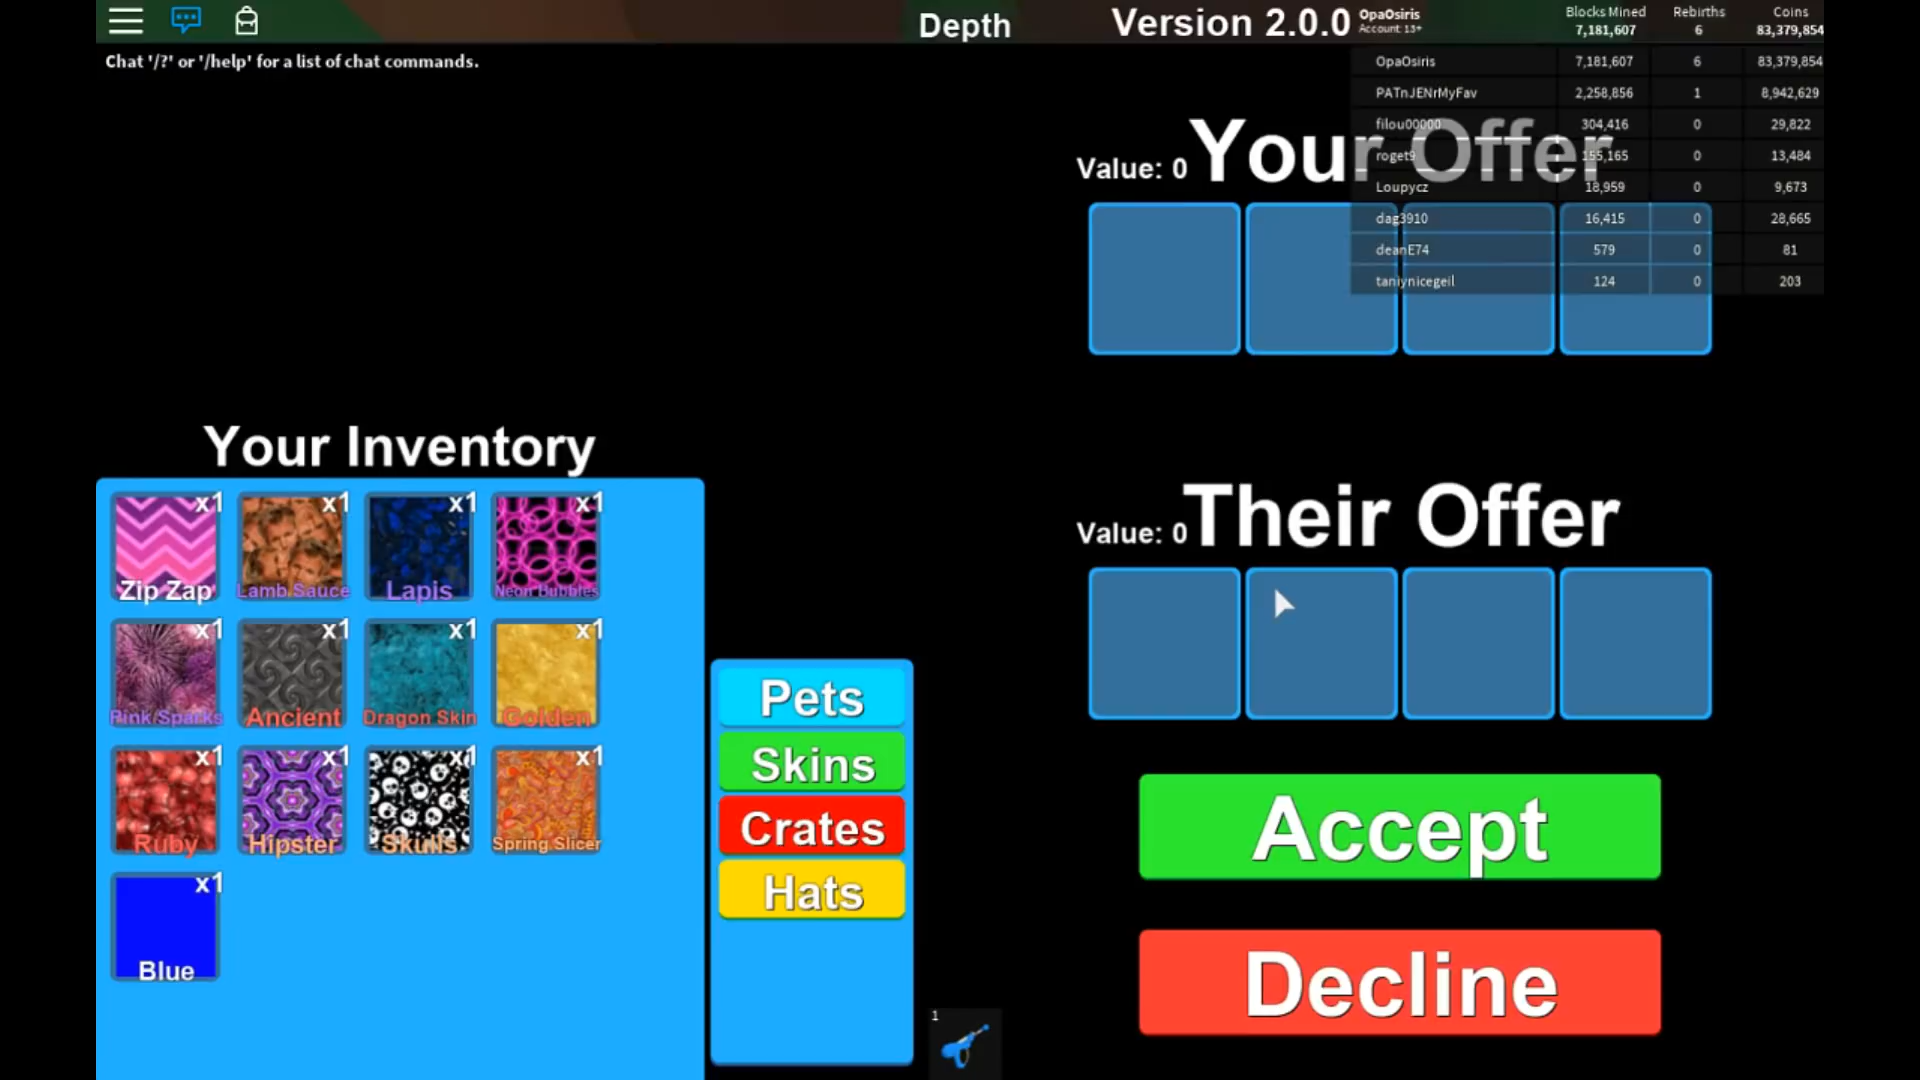 Depth
Version 2.0.0
OpaOsiris
Account: 13+
Blocks Mined
7,181,607
Rebirths
6
Coins
83,379,854
Chat '/?' or '/help' for a list of chat commands.
OpaOsiris 7,181,607 6 83,379,854
PATnJENrMyFav 2,258,856 1 8,942,629
filou00000 304,416 0 29,822
roget9 155,165 0 13,484
Loupycz 18,959 0 9,673
dag3910 16,415 0 28,665
deanE74 579 0 81
taniynicegeil 124 0 203
Value: 0
Your Offer
Your Inventory
x1 x1 x1 x1
Zip Zap Lamb Sauce Lapis Neon Bubbles
x1 x1 x1 x1
Pink Sparks Ancient Dragon Skin Golden
x1 x1 x1 x1
Ruby Hipster Skulls Spring Slicer
x1
Blue
Pets
Skins
Crates
Hats
1
Value: 0
Their Offer
Accept
Decline